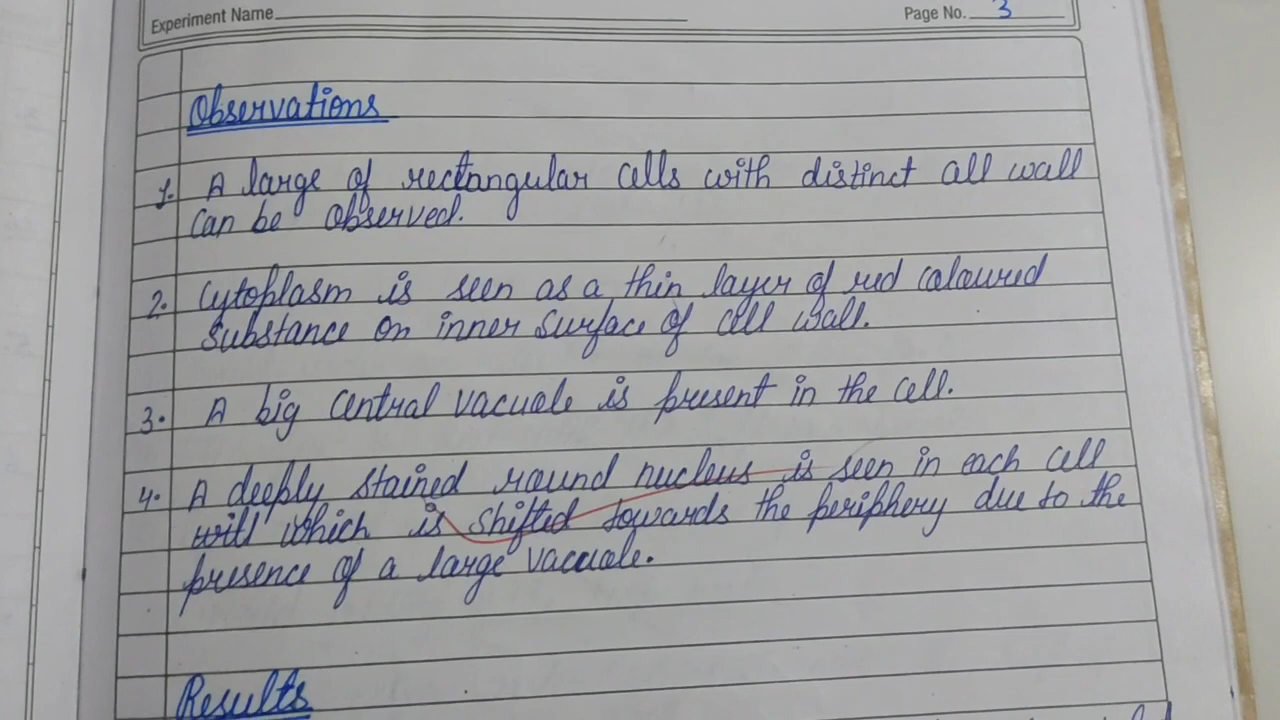 Experiment Name
Page No. 3
Observations
1. A large of rectangular cells with distinct all wall
can be observed.
2. Cytoplasm is seen as a thin layer of red coloured
substance on inner surface of cell wall.
3. A big central vacuole is present in the cell.
4. A deeply stained round nucleus is seen in each cell
will which is shifted towards the periphery due to the
presence of a large vacuale.
Results